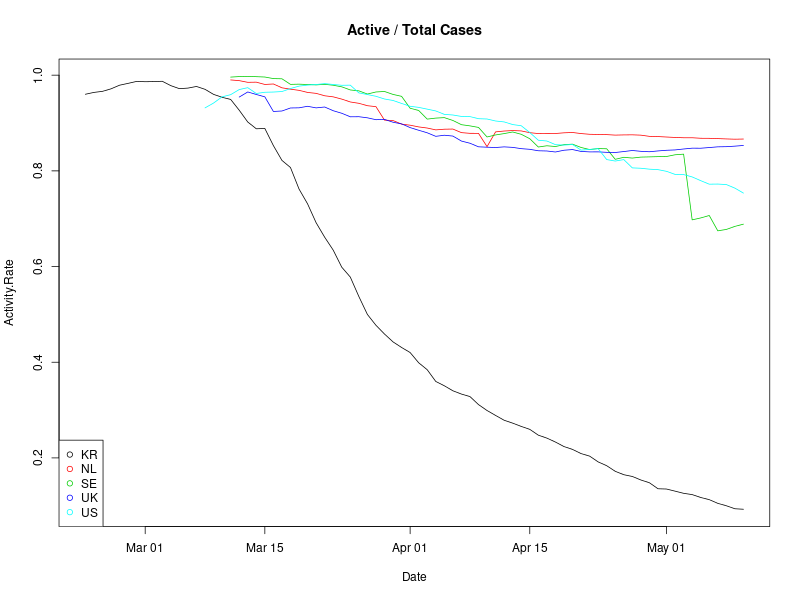 Active / Total Cases
Activity.Rate
1.0
0.8
0.6
0.4
0.2
KR
NL
SE
UK
US
Mar 01 Mar 15 Apr 01 Apr 15 May 01
Date